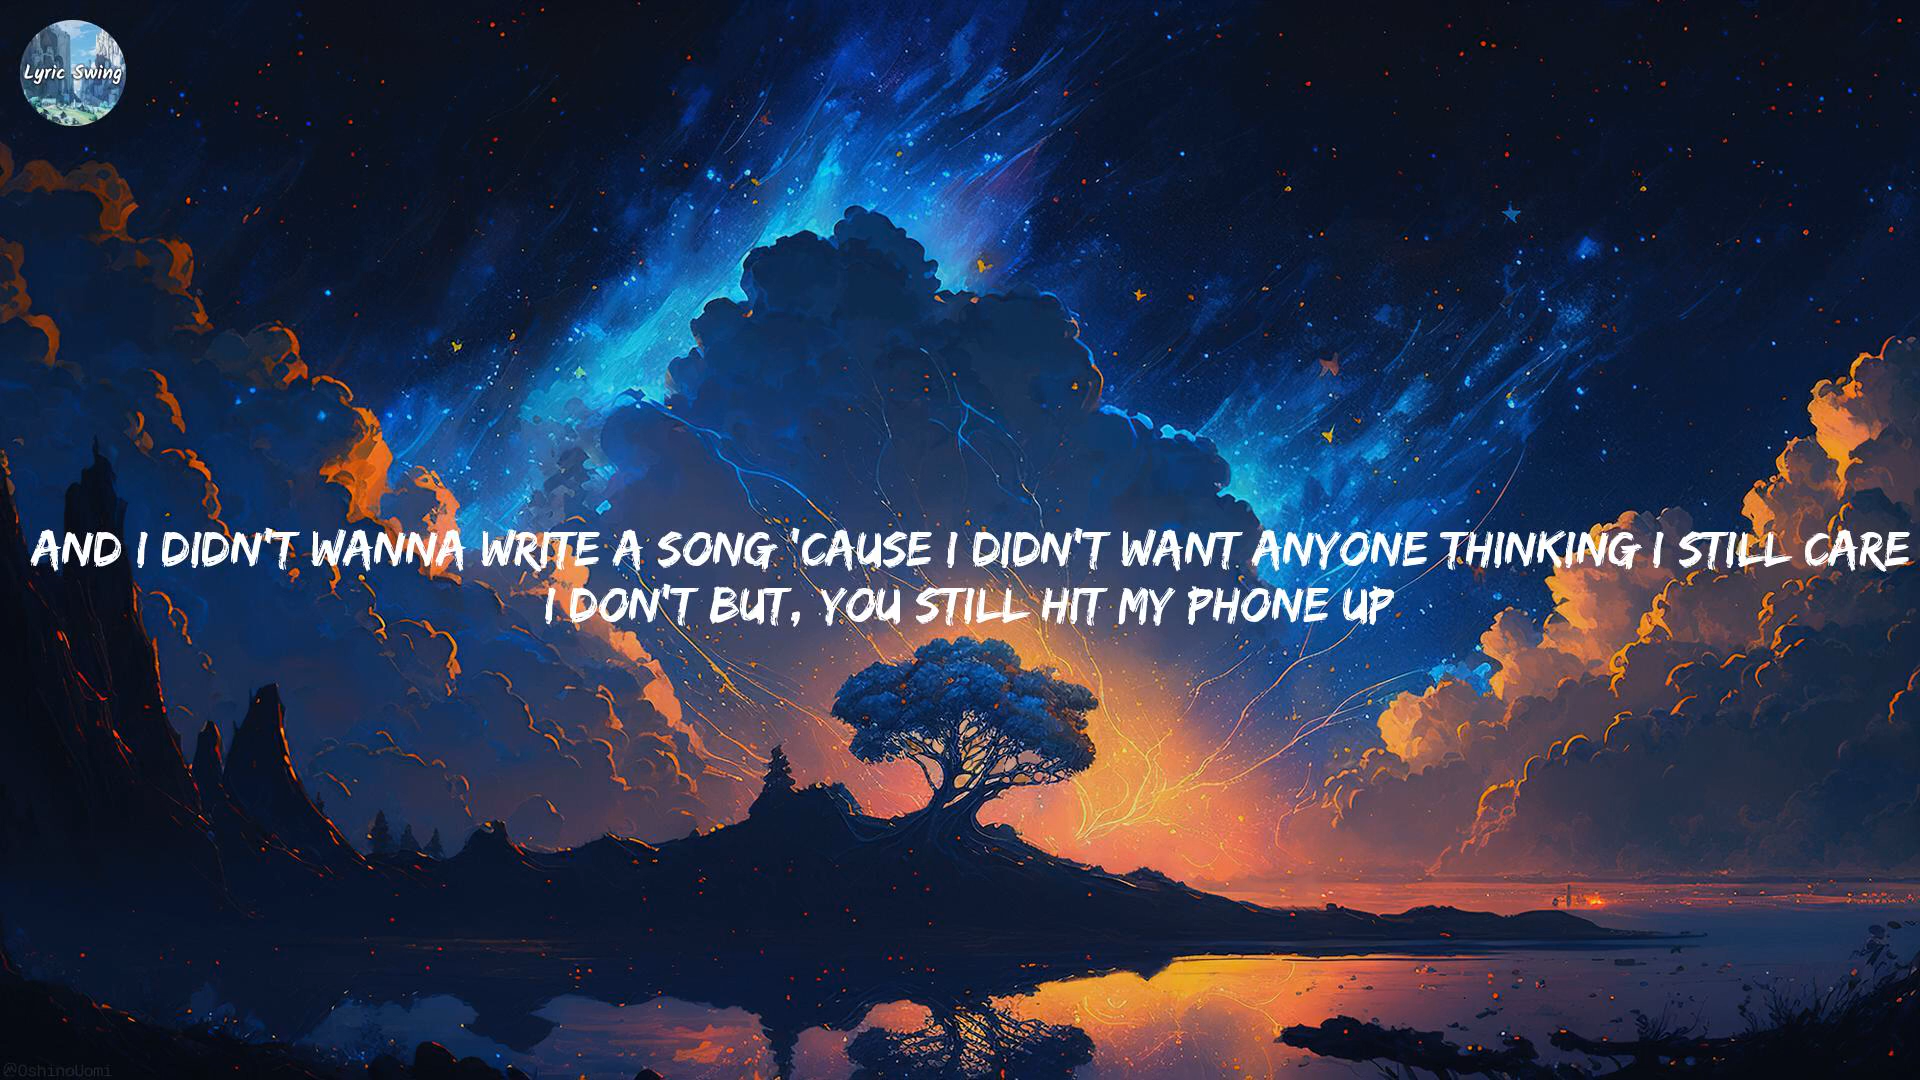 Lyric Swing
AND I DIDN'T WANNA WRITE A SONG 'CAUSE I DIDN'T WANT ANYONE THINKING I STILL CARE
I DON'T BUT, YOU STILL HIT MY PHONE UP
@OshinoUomi